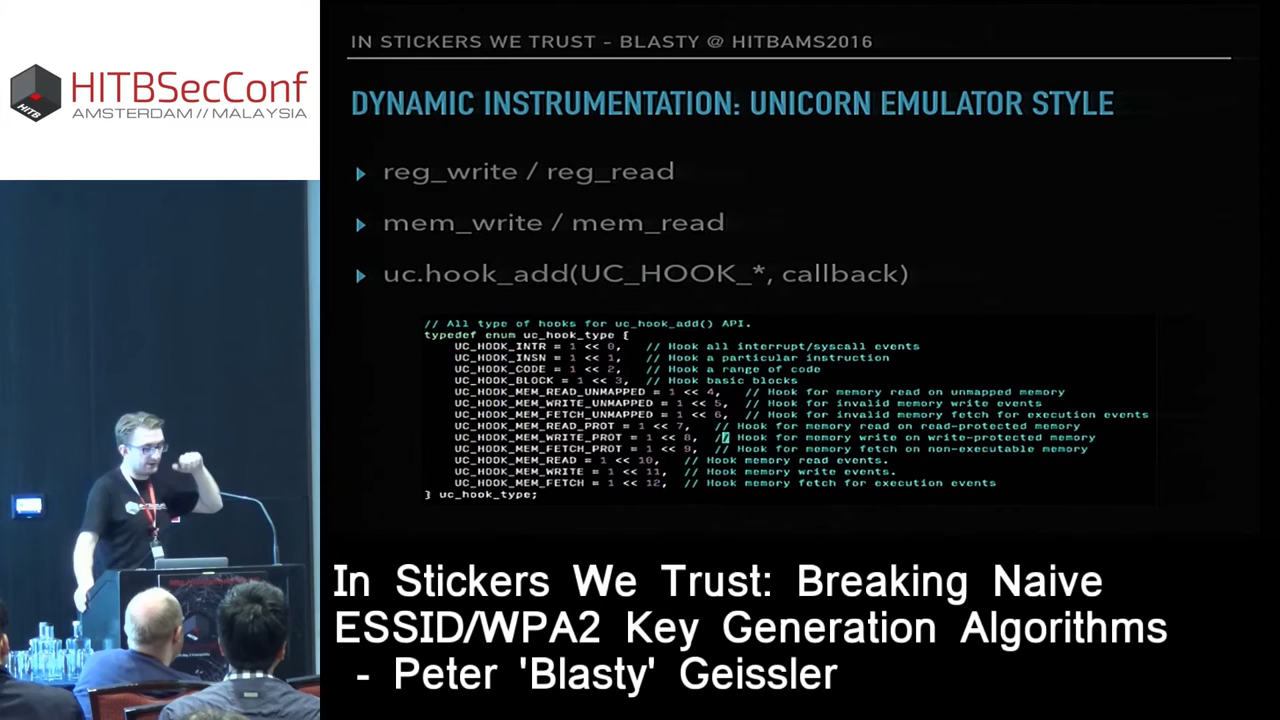 HITBSecConf
AMSTERDAM // MALAYSIA
HITB
IN STICKERS WE TRUST - BLASTY @ HITBAMS2016
DYNAMIC INSTRUMENTATION: UNICORN EMULATOR STYLE
reg_write / reg_read
mem_write / mem_read
uc.hook_add(UC_HOOK_*, callback)
// All type of hooks for uc_hook_add() API.
typedef enum uc_hook_type {
UC_HOOK_INTR = 1 << 0, // Hook all interrupt/syscall events
UC_HOOK_INSN = 1 << 1, // Hook a particular instruction
UC_HOOK_CODE = 1 << 2, // Hook a range of code
UC_HOOK_BLOCK = 1 << 3, // Hook basic blocks
UC_HOOK_MEM_READ_UNMAPPED = 1 << 4, // Hook for memory read on unmapped memory
UC_HOOK_MEM_WRITE_UNMAPPED = 1 << 5, // Hook for invalid memory write events
UC_HOOK_MEM_FETCH_UNMAPPED = 1 << 6, // Hook for invalid memory fetch for execution events
UC_HOOK_MEM_READ_PROT = 1 << 7, // Hook for memory read on read-protected memory
UC_HOOK_MEM_WRITE_PROT = 1 << 8, // Hook for memory write on write-protected memory
UC_HOOK_MEM_FETCH_PROT = 1 << 9, // Hook for memory fetch on non-executable memory
UC_HOOK_MEM_READ = 1 << 10, // Hook memory read events.
UC_HOOK_MEM_WRITE = 1 << 11, // Hook memory write events.
UC_HOOK_MEM_FETCH = 1 << 12, // Hook memory fetch for execution events
} uc_hook_type;
In Stickers We Trust: Breaking Naive
ESSID/WPA2 Key Generation Algorithms
- Peter 'Blasty' Geissler